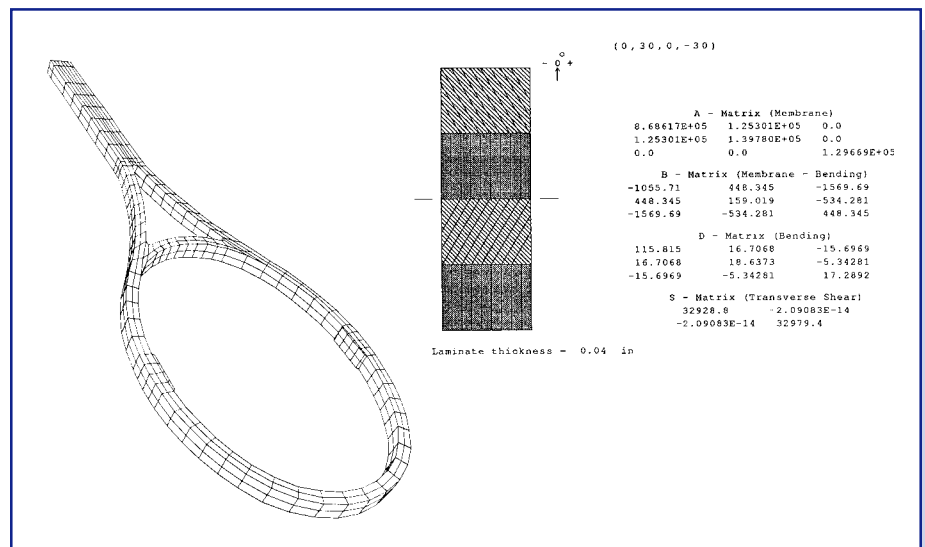 (0,30,0,-30)
o
- 0 +
A - Matrix (Membrane)
8.68617E+05 1.25301E+05 0.0
1.25301E+05 1.39780E+05 0.0
0.0 0.0 1.29669E+05
B - Matrix (Membrane - Bending)
-1055.71 448.345 -1569.69
448.345 159.019 -534.281
-1569.69 -534.281 448.345
D - Matrix (Bending)
115.815 16.7068 -15.6969
16.7068 18.6373 -5.34281
-15.6969 -5.34281 17.2892
S - Matrix (Transverse Shear)
32928.8 -2.09083E-14
-2.09083E-14 32979.4
Laminate thickness = 0.04 in